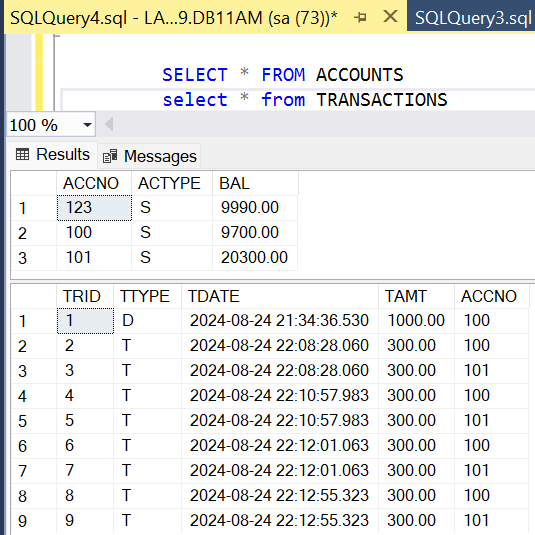 SQLQuery4.sql - LA...9.DB11AM (sa (73))* SQLQuery3.sql
SELECT * FROM ACCOUNTS
select * from TRANSACTIONS
100 %
Results Messages
ACCNO ACTYPE BAL
1 123 S 9990.00
2 100 S 9700.00
3 101 S 20300.00
TRID TTYPE TDATE TAMT ACCNO
1 1 D 2024-08-24 21:34:36.530 1000.00 100
2 2 T 2024-08-24 22:08:28.060 300.00 100
3 3 T 2024-08-24 22:08:28.060 300.00 101
4 4 T 2024-08-24 22:10:57.983 300.00 100
5 5 T 2024-08-24 22:10:57.983 300.00 101
6 6 T 2024-08-24 22:12:01.063 300.00 100
7 7 T 2024-08-24 22:12:01.063 300.00 101
8 8 T 2024-08-24 22:12:55.323 300.00 100
9 9 T 2024-08-24 22:12:55.323 300.00 101